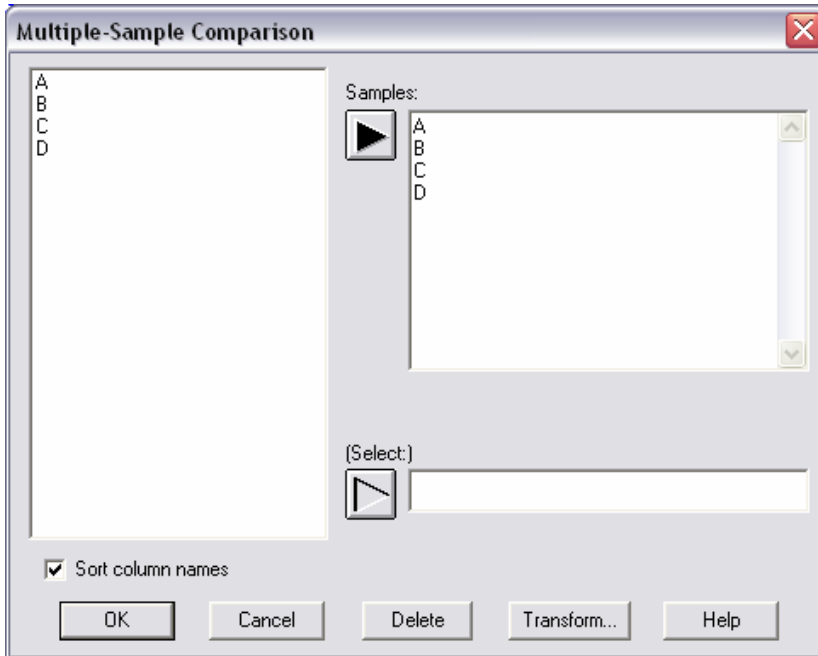 Multiple-Sample Comparison
A
B
C
D
Samples:
A
B
C
D
(Select:)
Sort column names
OK
Cancel
Delete
Transform...
Help